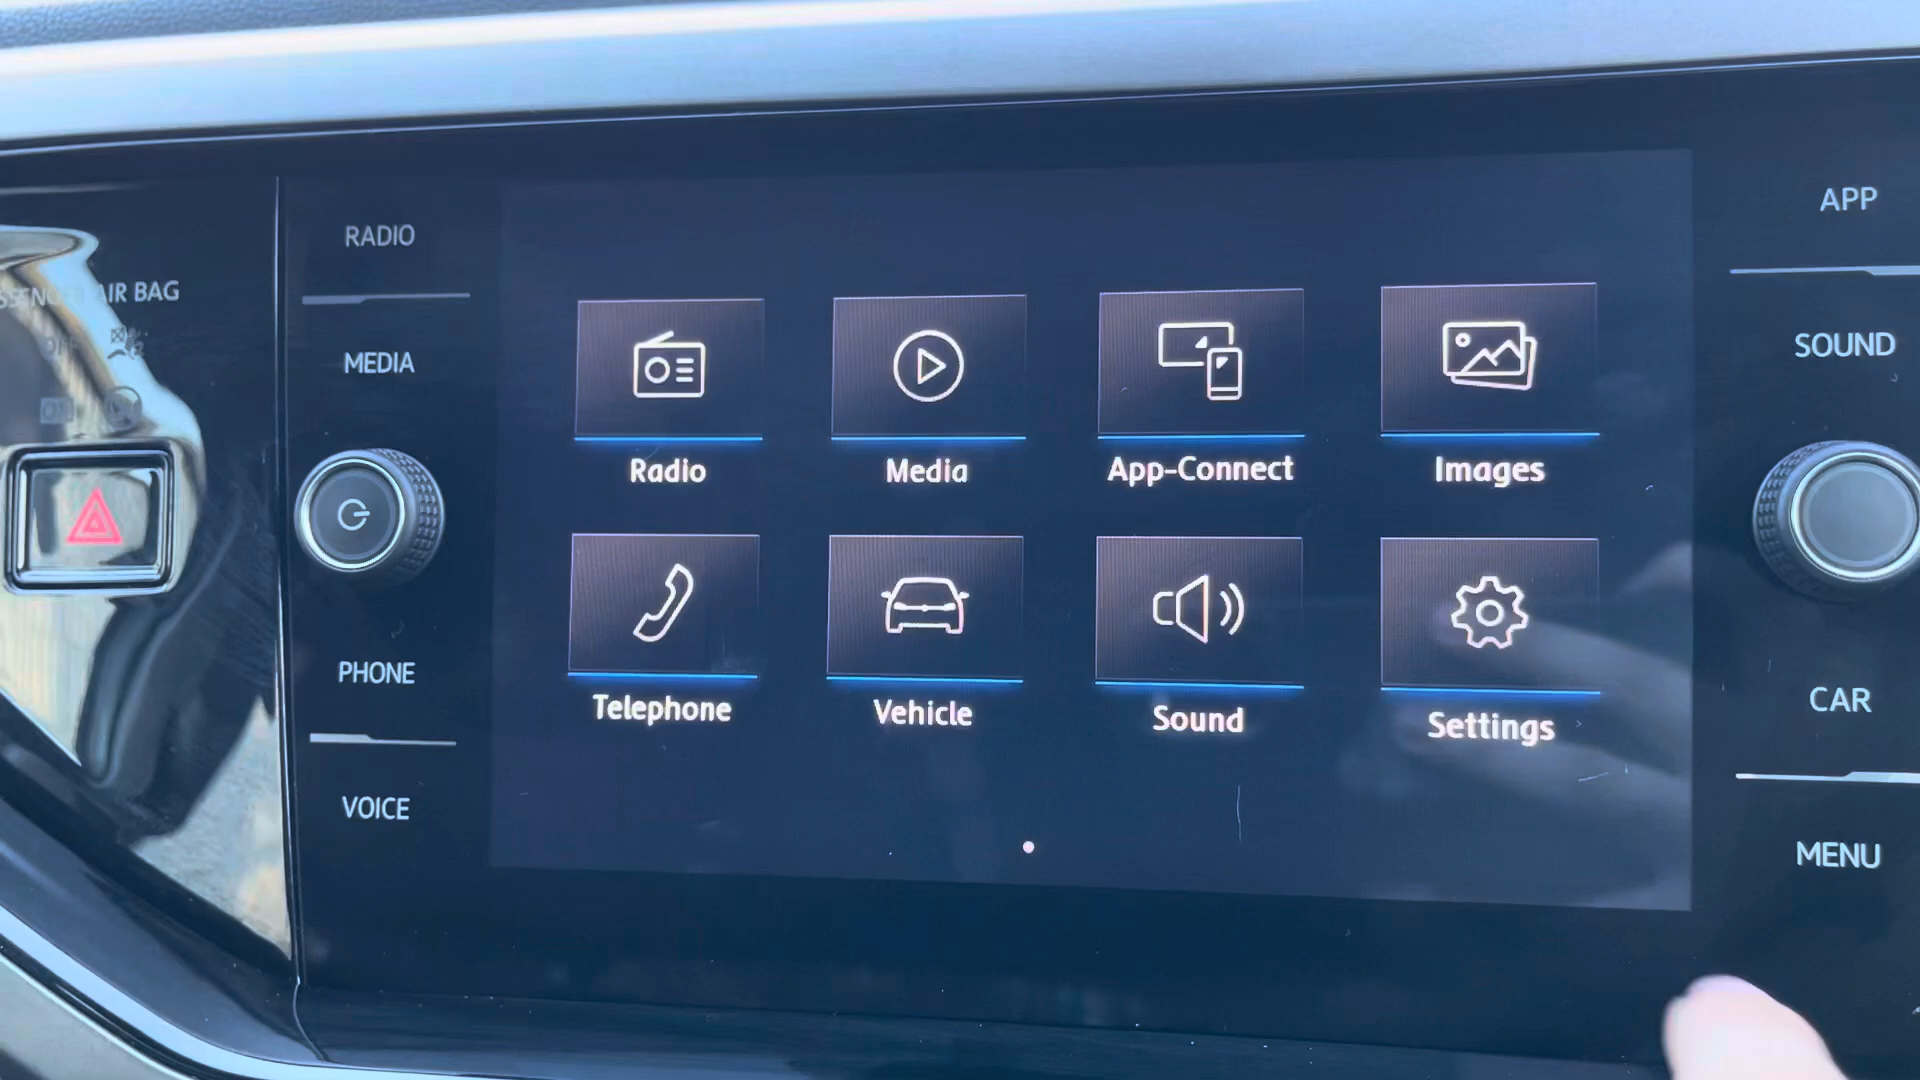 RADIO
APP
AIR BAG
MEDIA
SOUND
Radio
Media
App-Connect
Images
PHONE
CAR
Telephone
Vehicle
Sound
Settings
VOICE
MENU